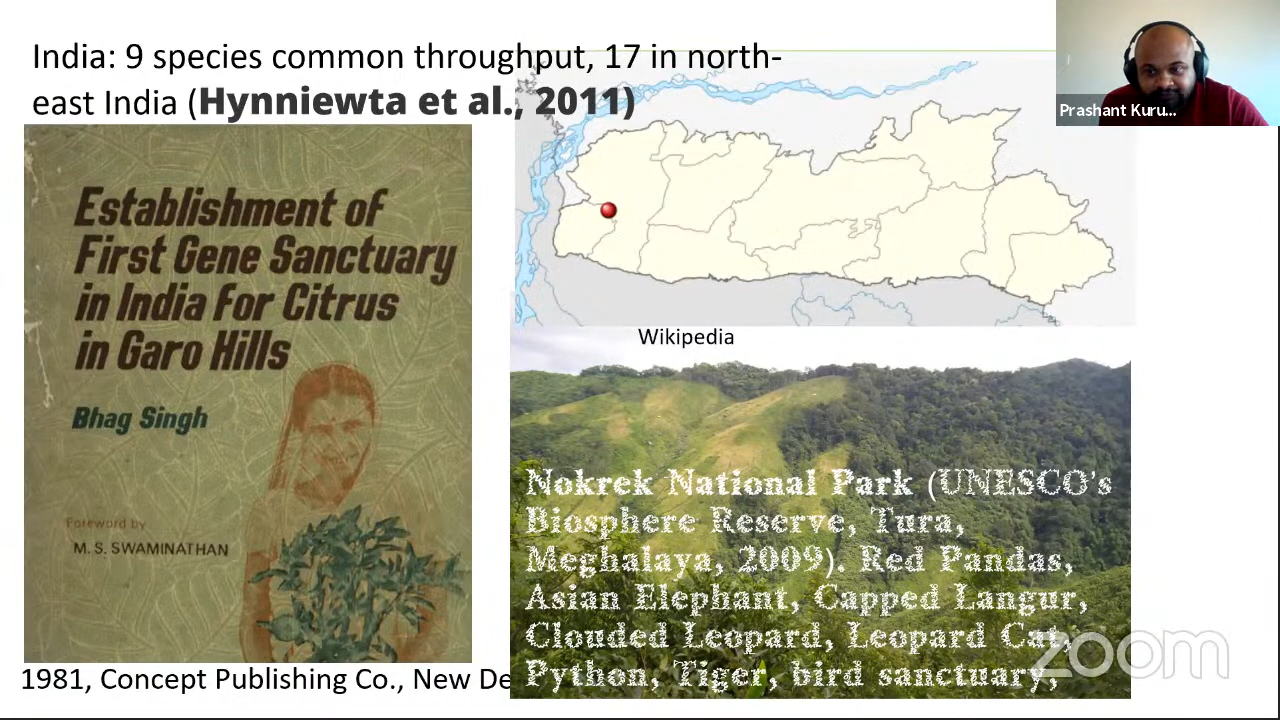 India: 9 species common throughput, 17 in north-
east India (Hynniewta et al., 2011)
Prashant Kuru...
Establishment of
First Gene Sanctuary
in India For Citrus
in Garo Hills
Bhag Singh
Foreword by
M. S. SWAMINATHAN
1981, Concept Publishing Co., New De
Wikipedia
Nokrek National Park (UNESCO's
Biosphere Reserve, Tura,
Meghalaya, 2009). Red Pandas,
Asian Elephant, Capped Langur,
Clouded Leopard, Leopard Cat,
Python, Tiger, bird sanctuary,
zoom